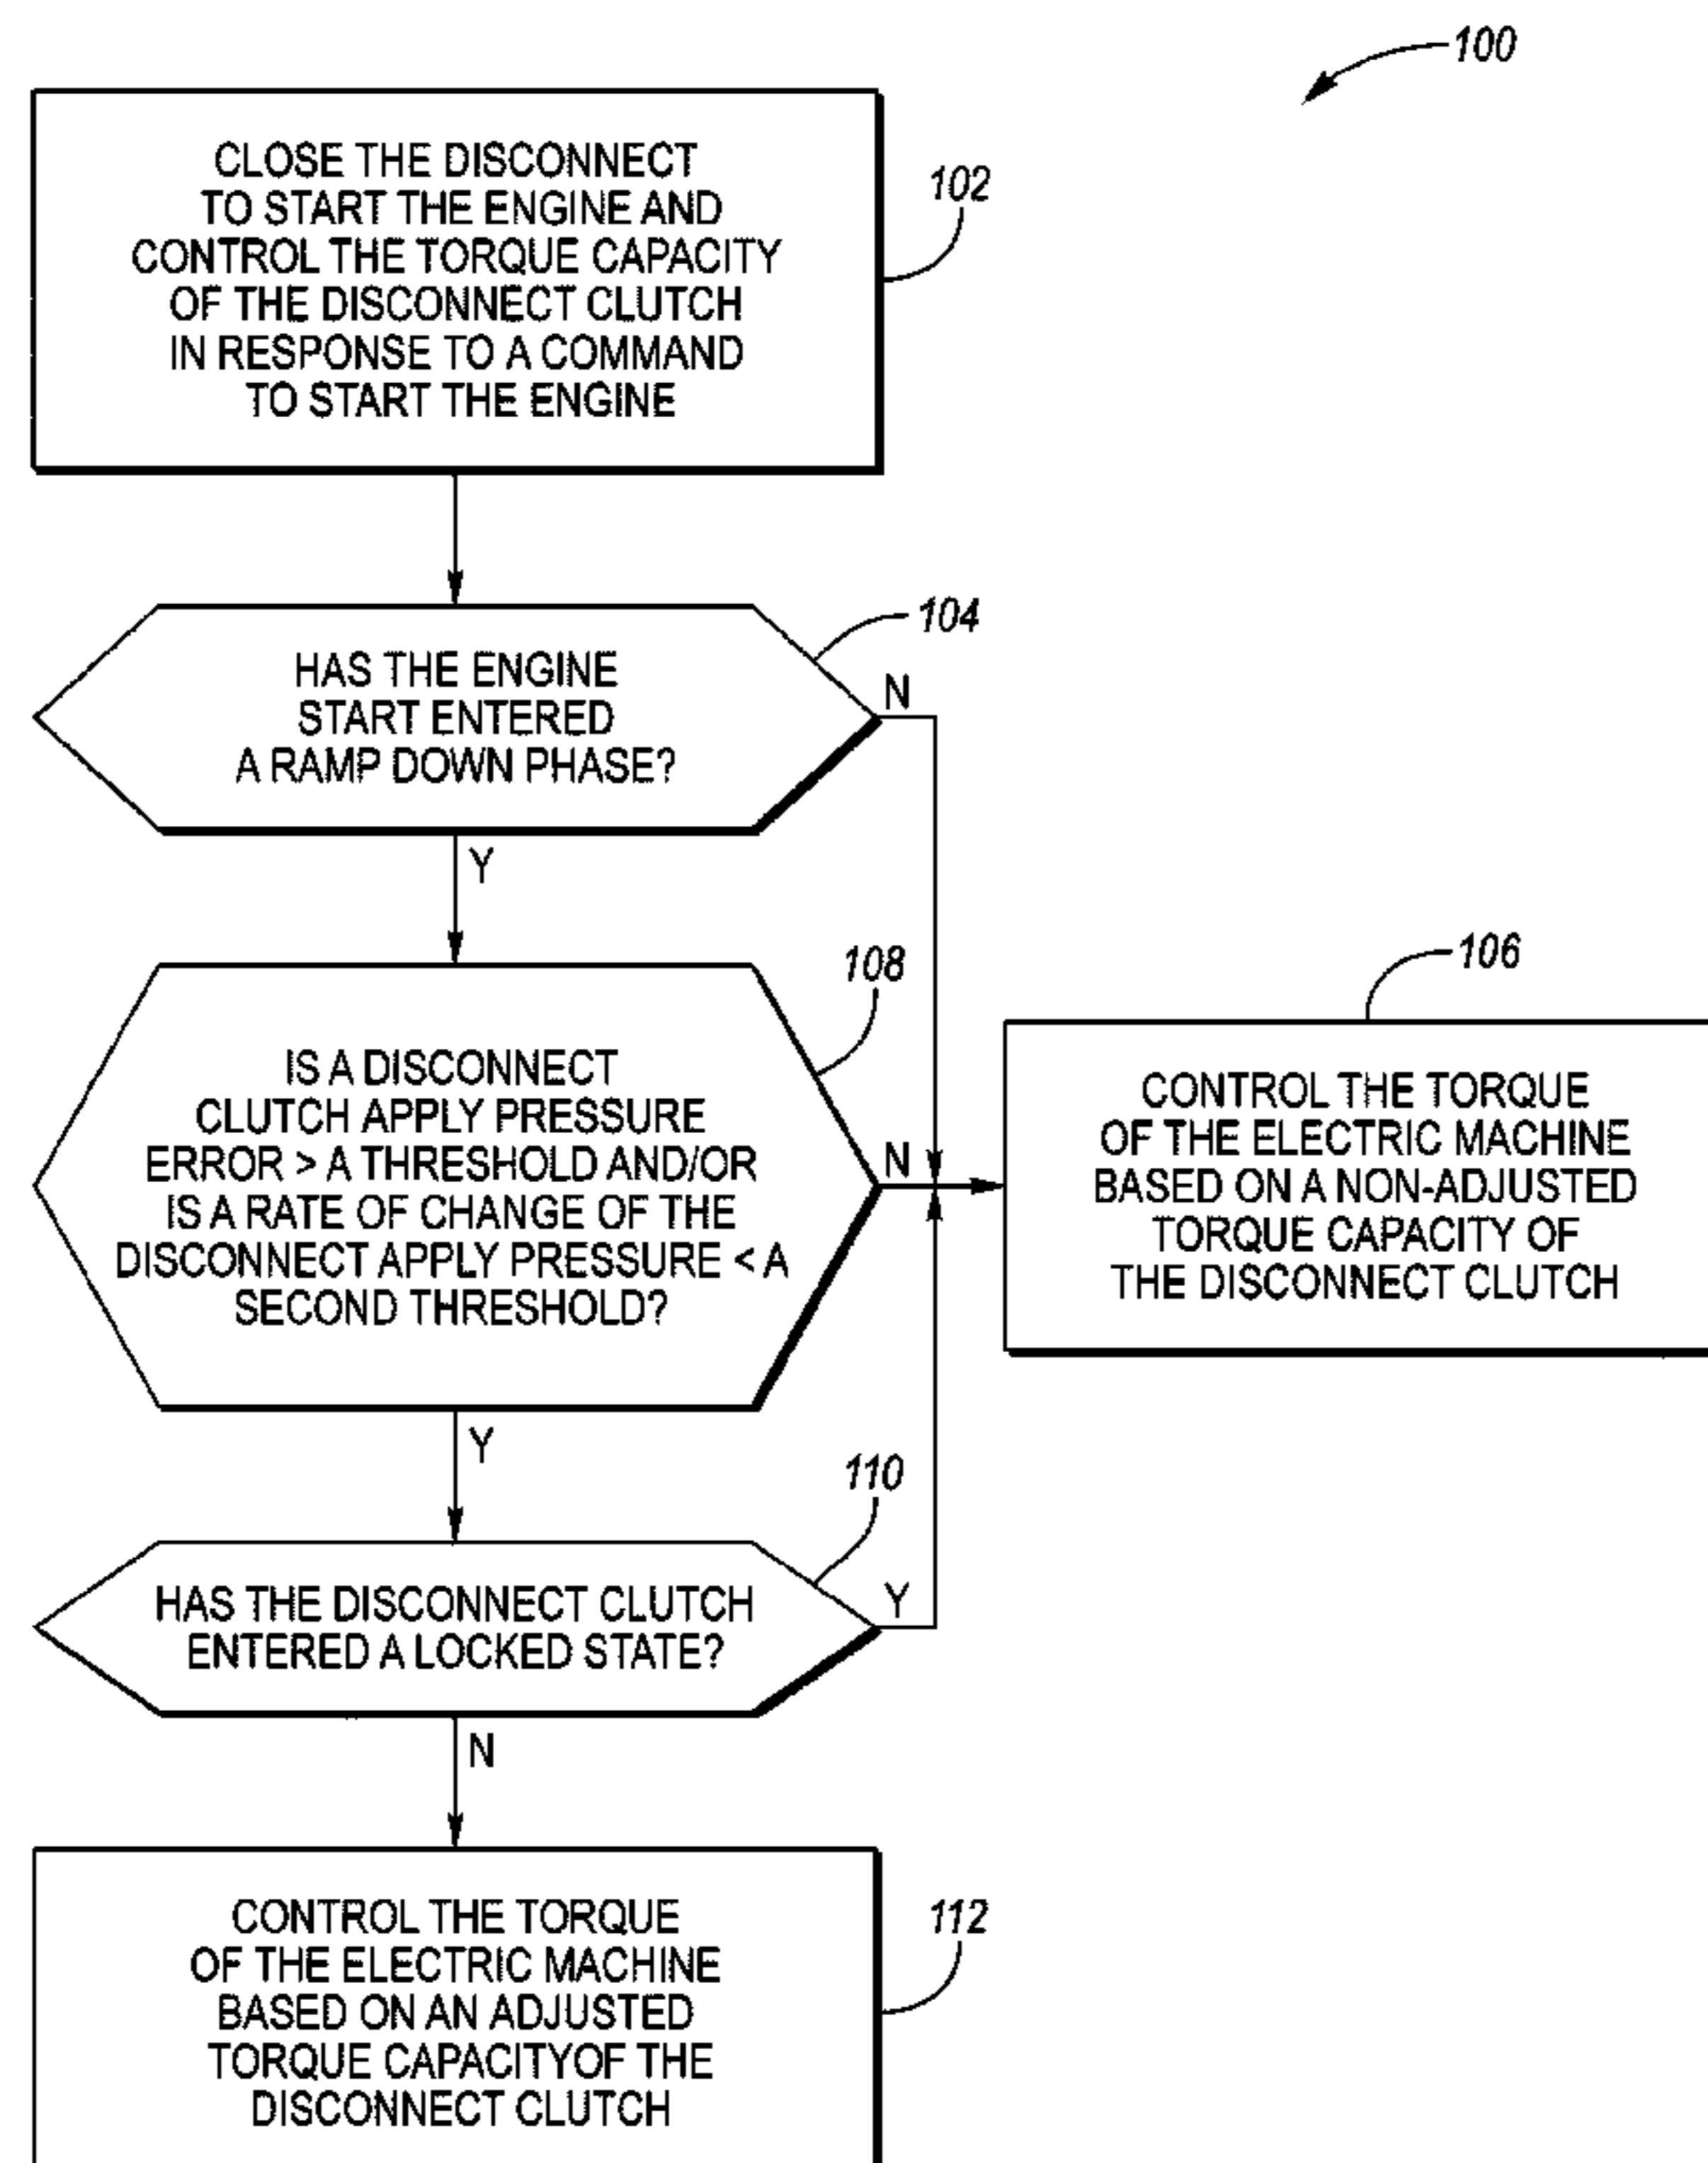 100
CLOSE THE DISCONNECT
TO START THE ENGINE AND
CONTROL THE TORQUE CAPACITY
OF THE DISCONNECT CLUTCH
IN RESPONSE TO A COMMAND
TO START THE ENGINE
102
HAS THE ENGINE
START ENTERED
A RAMP DOWN PHASE?
104
N
Y
IS A DISCONNECT
CLUTCH APPLY PRESSURE
ERROR > A THRESHOLD AND/OR
IS A RATE OF CHANGE OF THE
DISCONNECT APPLY PRESSURE < A
SECOND THRESHOLD?
108
N
Y
CONTROL THE TORQUE
OF THE ELECTRIC MACHINE
BASED ON A NON-ADJUSTED
TORQUE CAPACITY OF
THE DISCONNECT CLUTCH
106
HAS THE DISCONNECT CLUTCH
ENTERED A LOCKED STATE?
110
Y
N
CONTROL THE TORQUE
OF THE ELECTRIC MACHINE
BASED ON AN ADJUSTED
TORQUE CAPACITYOF THE
DISCONNECT CLUTCH
112